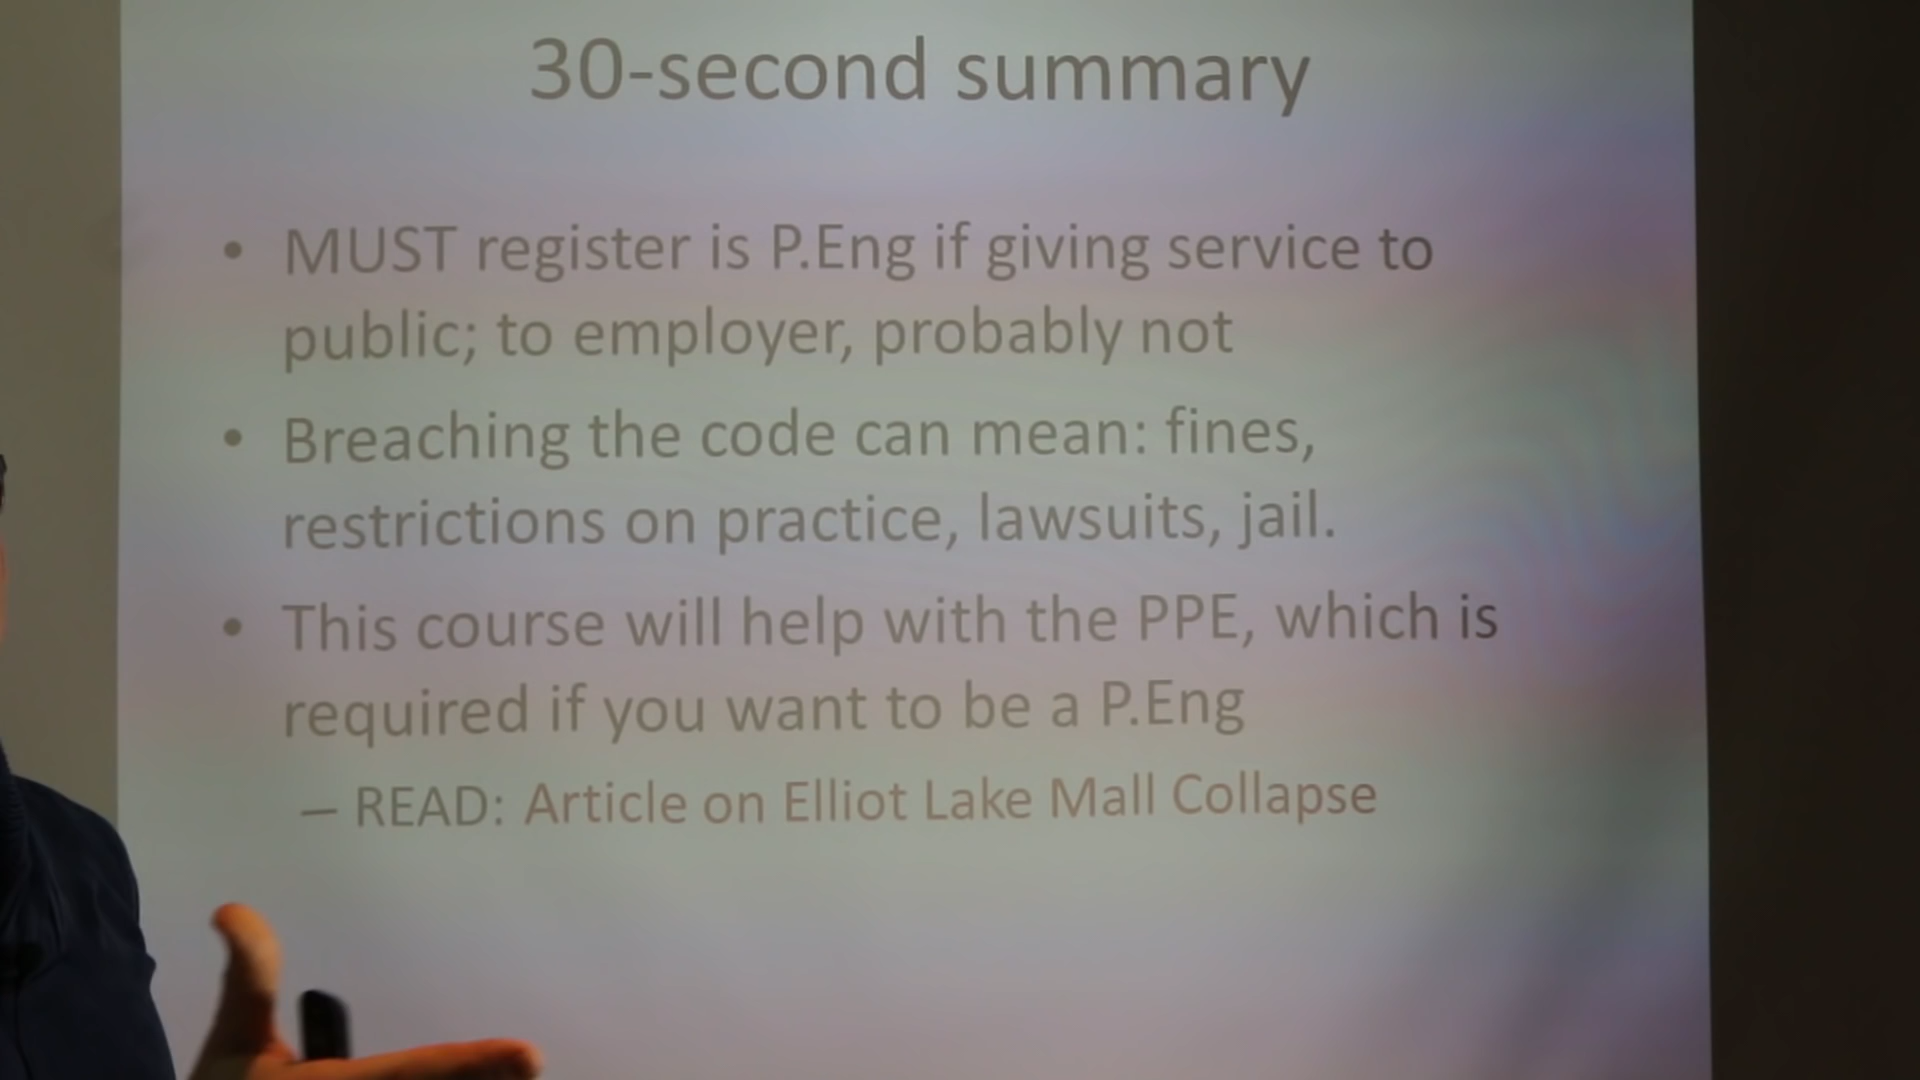 30-second summary
• MUST register is P.Eng if giving service to
public; to employer, probably not
• Breaching the code can mean: fines,
restrictions on practice, lawsuits, jail.
• This course will help with the PPE, which is
required if you want to be a P.Eng
– READ: Article on Elliot Lake Mall Collapse